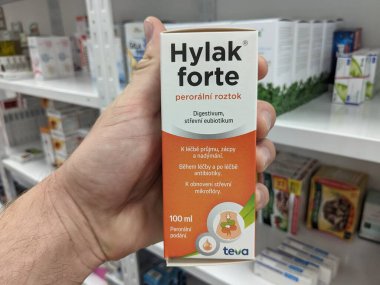 Hylak®
forte
perorální roztok
Digestivum,
střevní eubiotikum
K léčbě průjmu, zácpy
a nadýmání.
Během léčby a po léčbě
antibiotiky.
K obnovení střevní
mikroflóry.
100 ml
Perorální
podání.
teva